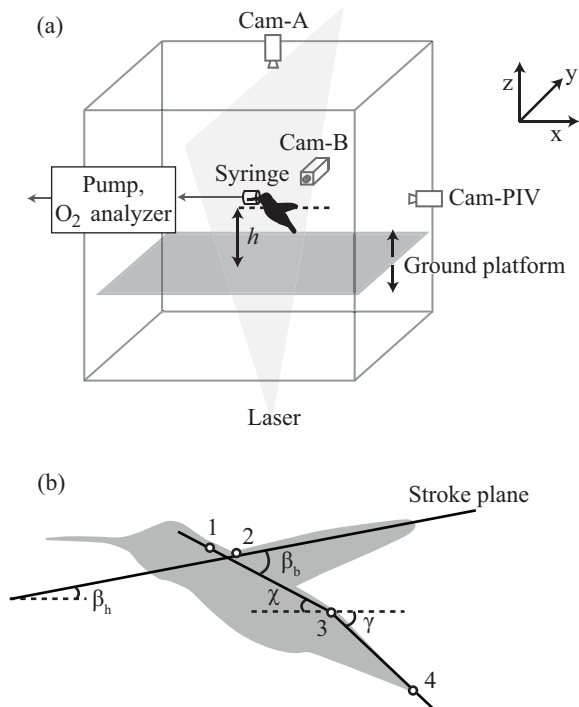 (a)
Cam-A
z
y
x
Cam-B
Syringe
Pump,
O₂ analyzer
Cam-PIV
h
Ground platform
Laser
(b)
Stroke plane
1
2
βb
βh
χ
3
γ
4